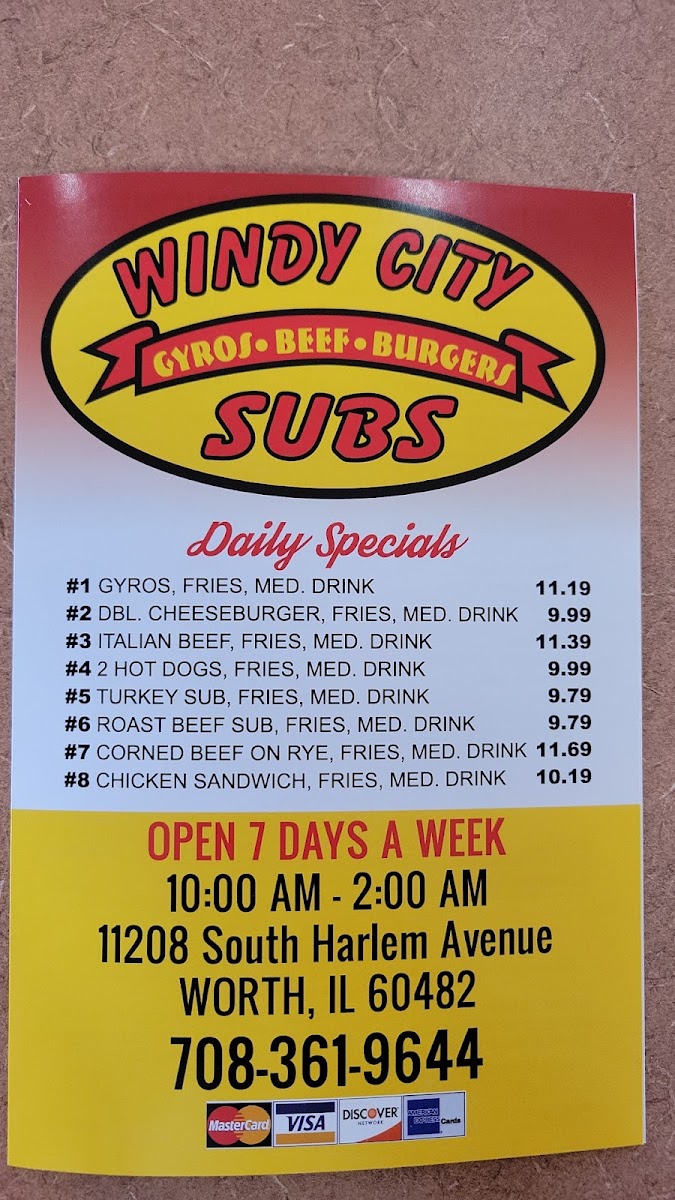 WINDY CITY
GYROS • BEEF • BURGERS
SUBS
Daily Specials
#1 GYROS, FRIES, MED. DRINK 11.19
#2 DBL. CHEESEBURGER, FRIES, MED. DRINK 9.99
#3 ITALIAN BEEF, FRIES, MED. DRINK 11.39
#4 2 HOT DOGS, FRIES, MED. DRINK 9.99
#5 TURKEY SUB, FRIES, MED. DRINK 9.79
#6 ROAST BEEF SUB, FRIES, MED. DRINK 9.79
#7 CORNED BEEF ON RYE, FRIES, MED. DRINK 11.69
#8 CHICKEN SANDWICH, FRIES, MED. DRINK 10.19
OPEN 7 DAYS A WEEK
10:00 AM - 2:00 AM
11208 South Harlem Avenue
WORTH, IL 60482
708-361-9644
MasterCard VISA DISCOVER NETWORK AMERICAN EXPRESS Cards